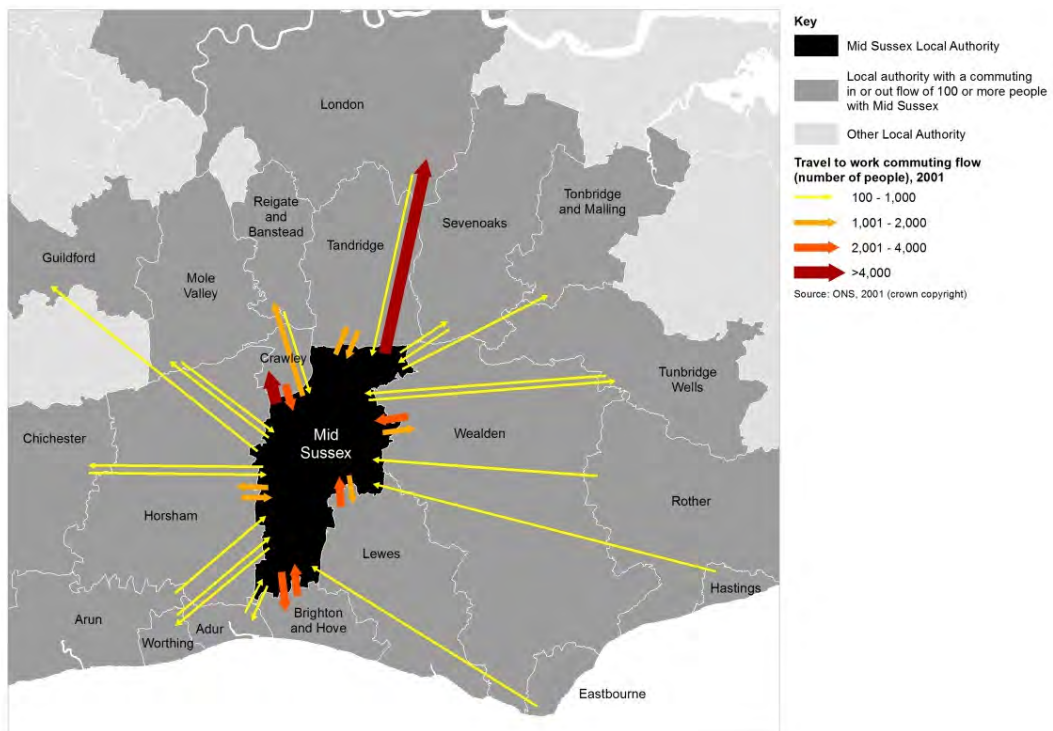 London
Reigate
and
Banstead
Tandridge
Sevenoaks
Tonbridge
and Malling
Guildford
Mole
Valley
Crawley
Tunbridge
Wells
Chichester
Mid
Sussex
Wealden
Horsham
Rother
Lewes
Hastings
Arun
Adur
Brighton
and Hove
Worthing
Eastbourne
Key
Mid Sussex Local Authority
Local authority with a commuting
in or out flow of 100 or more people
with Mid Sussex
Other Local Authority
Travel to work commuting flow
(number of people), 2001
100 - 1,000
1,001 - 2,000
2,001 - 4,000
>4,000
Source: ONS, 2001 (crown copyright)